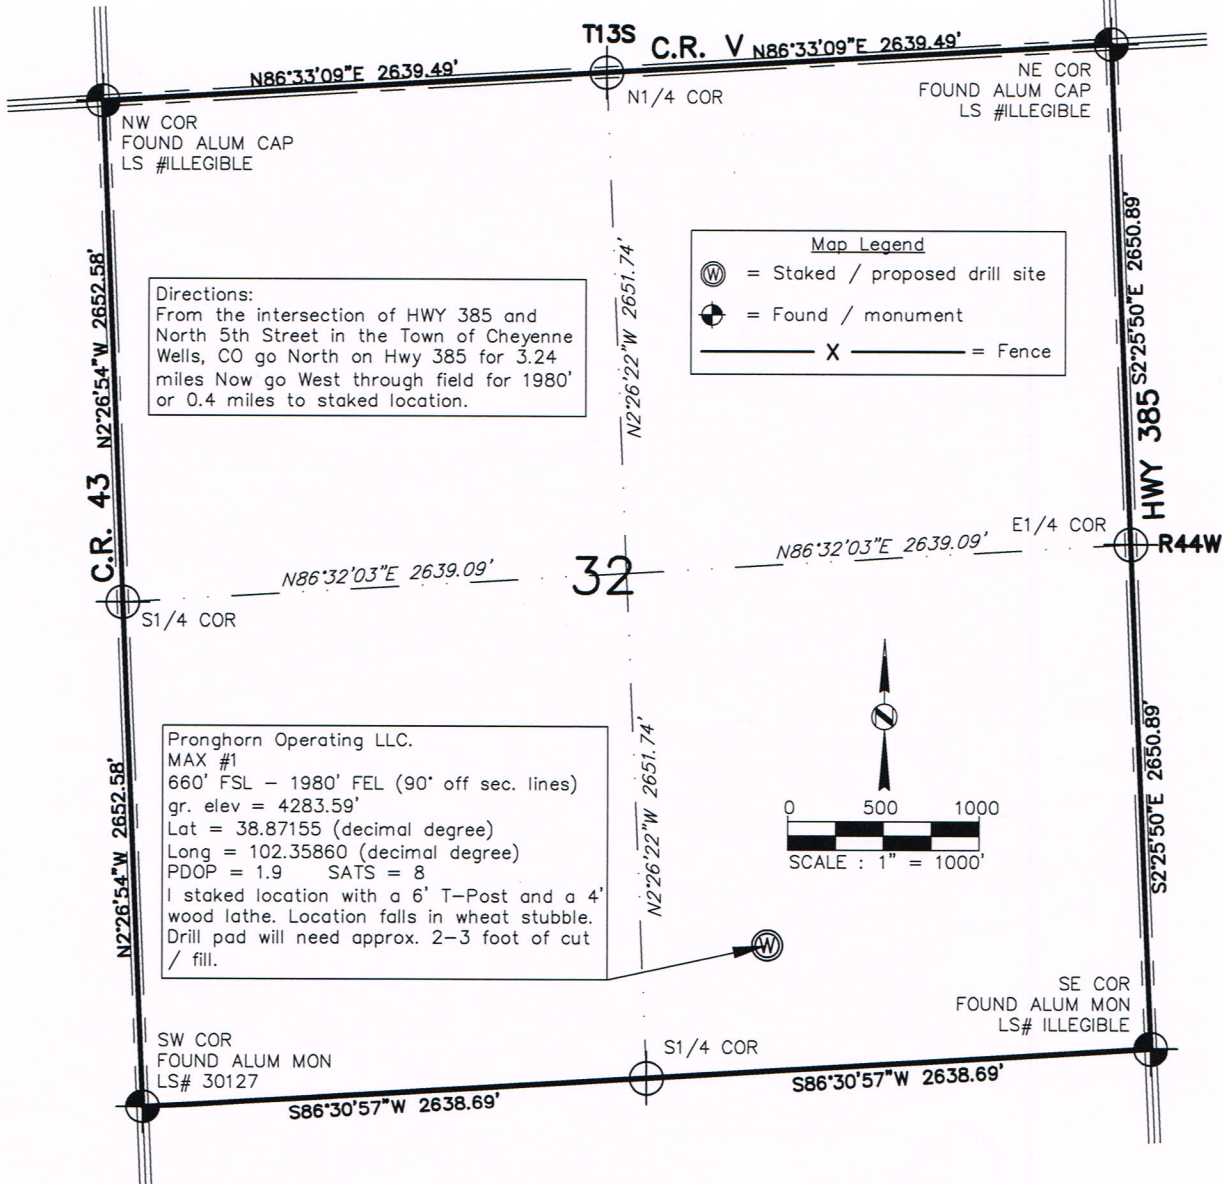 T13S
C.R. V
N86°33'09"E 2639.49'
N86°33'09"E 2639.49'
N1/4 COR
NE COR
FOUND ALUM CAP
LS #ILLEGIBLE
NW COR
FOUND ALUM CAP
LS #ILLEGIBLE
N2°26'54"W 2652.58'
C.R. 43
N2°26'22"W 2651.74'
S2°25'50"E 2650.89'
HWY 385
Directions:
From the intersection of HWY 385 and
North 5th Street in the Town of Cheyenne
Wells, CO go North on Hwy 385 for 3.24
miles Now go West through field for 1980'
or 0.4 miles to staked location.
Map Legend
W = Staked / proposed drill site
= Found / monument
X = Fence
E1/4 COR
R44W
N86°32'03"E 2639.09'
32
N86°32'03"E 2639.09'
S1/4 COR
N
0 500 1000
SCALE : 1" = 1000'
Pronghorn Operating LLC.
MAX #1
660' FSL - 1980' FEL (90° off sec. lines)
gr. elev = 4283.59'
Lat = 38.87155 (decimal degree)
Long = 102.35860 (decimal degree)
PDOP = 1.9 SATS = 8
I staked location with a 6' T-Post and a 4'
wood lathe. Location falls in wheat stubble.
Drill pad will need approx. 2-3 foot of cut
/ fill.
N2°26'54"W 2652.58'
N2°26'22"W 2651.74'
S2°25'50"E 2650.89'
W
SW COR
FOUND ALUM MON
LS# 30127
S1/4 COR
SE COR
FOUND ALUM MON
LS# ILLEGIBLE
S86°30'57"W 2638.69'
S86°30'57"W 2638.69'